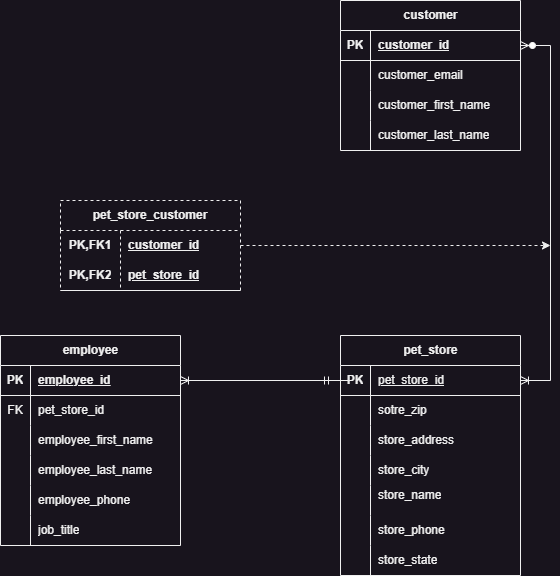 customer
PK customer_id
customer_email
customer_first_name
customer_last_name
pet_store_customer
PK,FK1 customer_id
PK,FK2 pet_store_id
employee
PK employee_id
FK pet_store_id
employee_first_name
employee_last_name
employee_phone
job_title
pet_store
PK pet_store_id
sotre_zip
store_address
store_city
store_name
store_phone
store_state